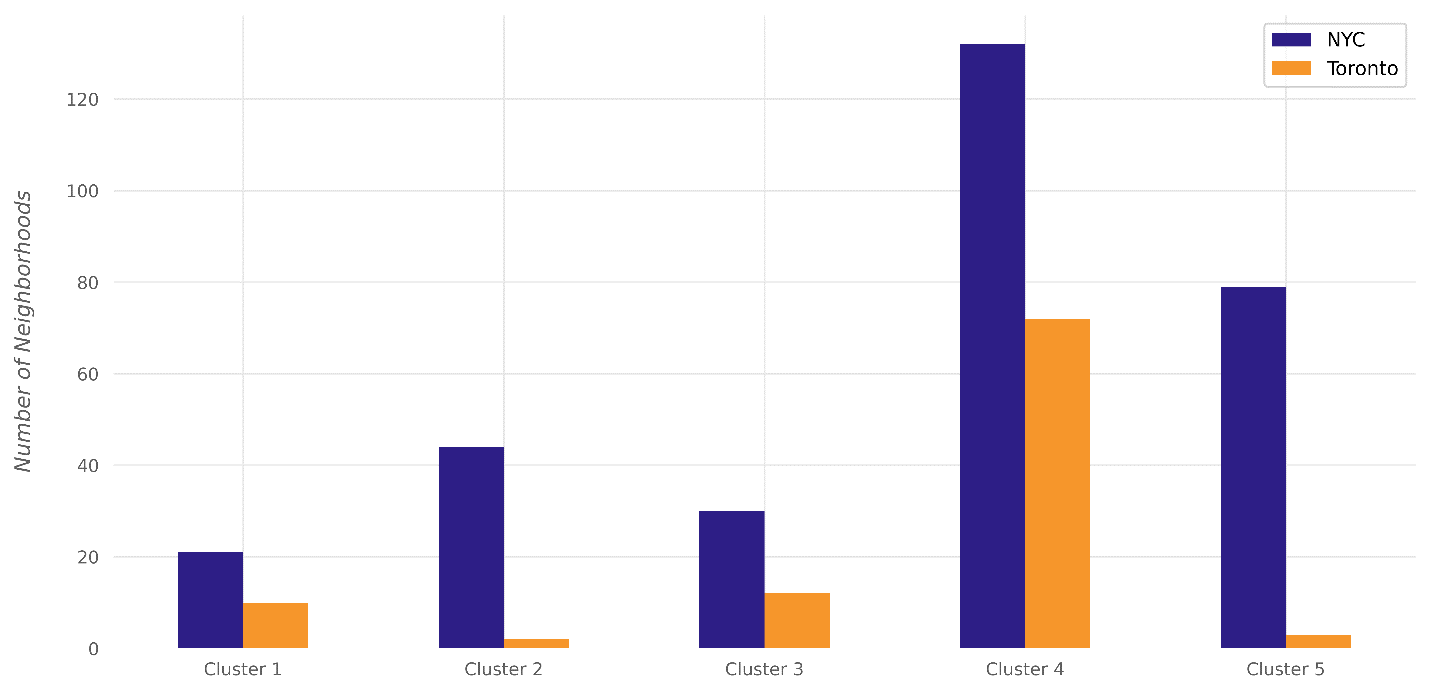 NYC
Toronto
Number of Neighborhoods
120
100
80
60
40
20
0
Cluster 1
Cluster 2
Cluster 3
Cluster 4
Cluster 5